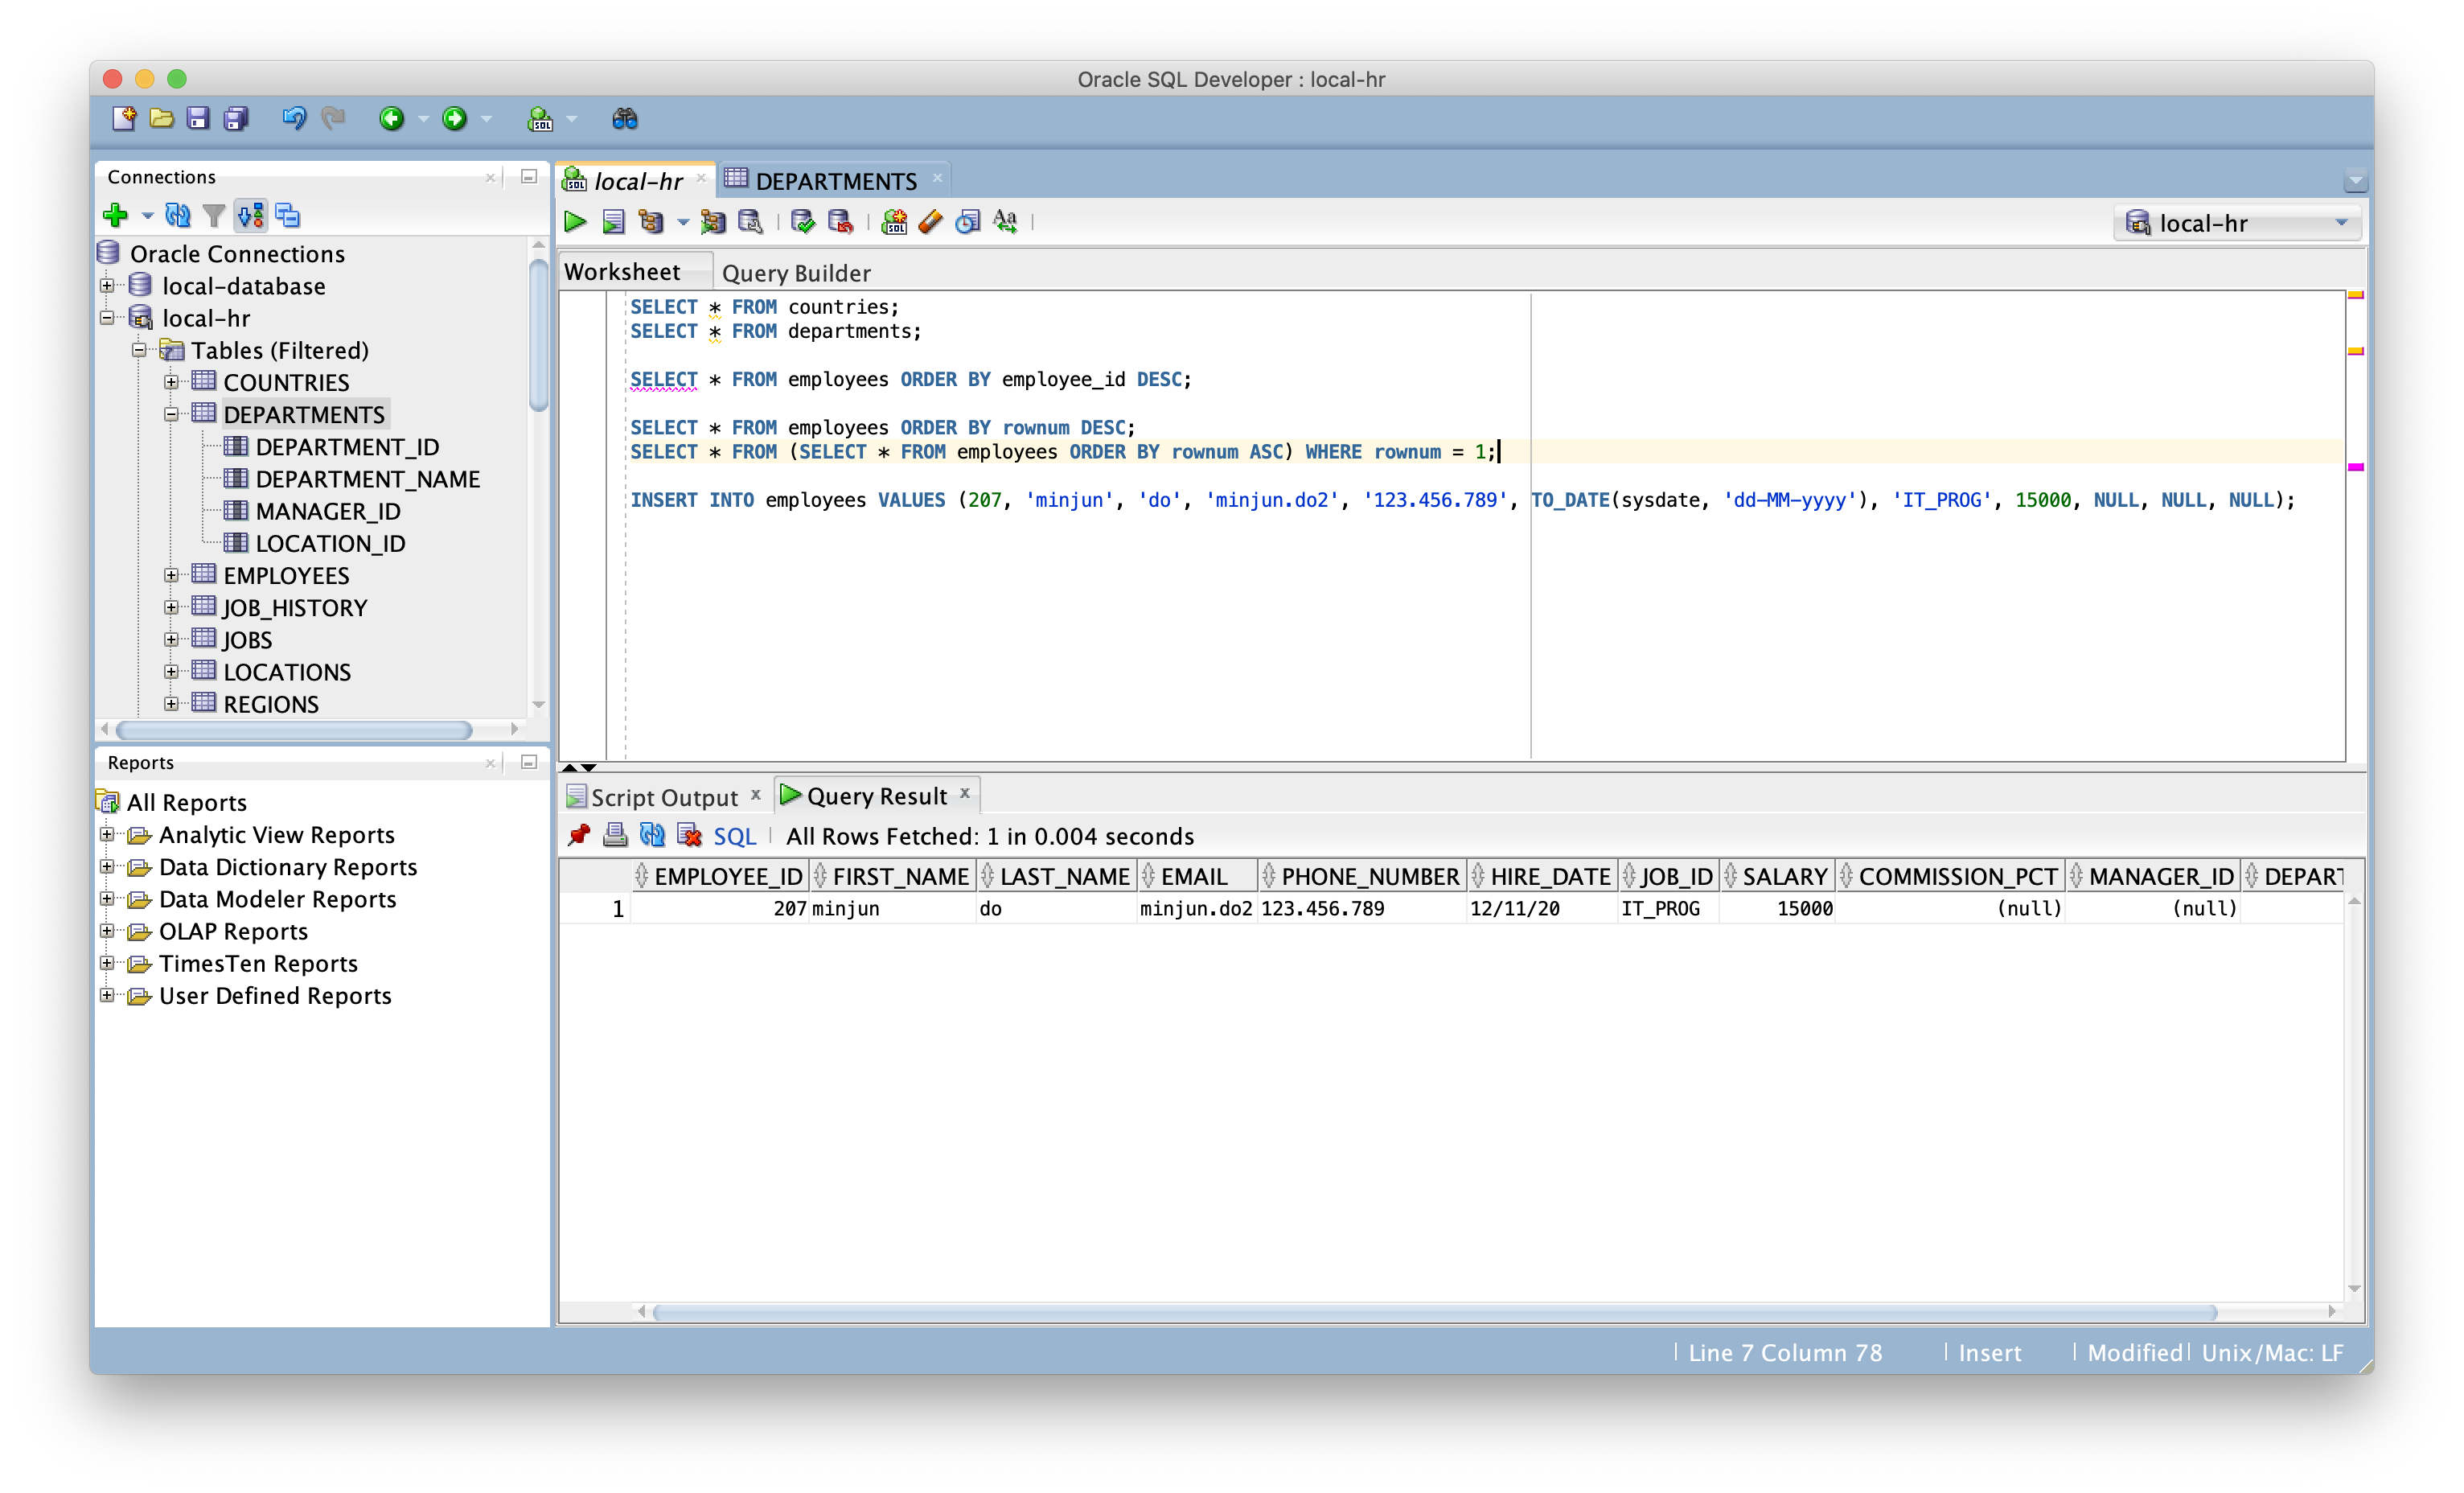 Oracle SQL Developer : local-hr
Connections
Oracle Connections
local-database
local-hr
Tables (Filtered)
COUNTRIES
DEPARTMENTS
DEPARTMENT_ID
DEPARTMENT_NAME
MANAGER_ID
LOCATION_ID
EMPLOYEES
JOB_HISTORY
JOBS
LOCATIONS
REGIONS
Reports
All Reports
Analytic View Reports
Data Dictionary Reports
Data Modeler Reports
OLAP Reports
TimesTen Reports
User Defined Reports
local-hr DEPARTMENTS
local-hr
Worksheet Query Builder
SELECT * FROM countries;
SELECT * FROM departments;
SELECT * FROM employees ORDER BY employee_id DESC;
SELECT * FROM employees ORDER BY rownum DESC;
SELECT * FROM (SELECT * FROM employees ORDER BY rownum ASC) WHERE rownum = 1;
INSERT INTO employees VALUES (207, 'minjun', 'do', 'minjun.do2', '123.456.789', TO_DATE(sysdate, 'dd-MM-yyyy'), 'IT_PROG', 15000, NULL, NULL, NULL);
Script Output Query Result
SQL All Rows Fetched: 1 in 0.004 seconds
EMPLOYEE_ID FIRST_NAME LAST_NAME EMAIL PHONE_NUMBER HIRE_DATE JOB_ID SALARY COMMISSION_PCT MANAGER_ID DEPART
1 207 minjun do minjun.do2 123.456.789 12/11/20 IT_PROG 15000 (null) (null)
Line 7 Column 78 Insert Modified Unix/Mac: LF